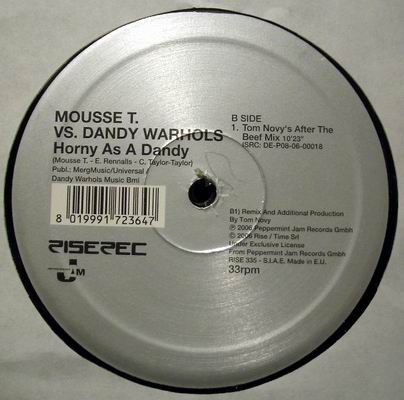 MOUSSE T.
VS. DANDY WARHOLS
Horny As A Dandy
(Mousse T. - E. Rennalls - C. Taylor-Taylor)
Publ.: MergMusic/Universal /
Dandy Warhols Music Bmi
8 019991 723647
RISEREC
JAM
B SIDE
1. Tom Novy's After The
Beef Mix 10'23"
ISRC: DE-P08-06-00018
B1) Remix And Additional Production
By Tom Novy
℗ 2006 Peppermint Jam Records Gmbh
© 2006 Rise / Time Srl
Under Exclusive License
From Peppermint Jam Records Gmbh
RISE 335 - S.I.A.E. Made in E.U.
33rpm